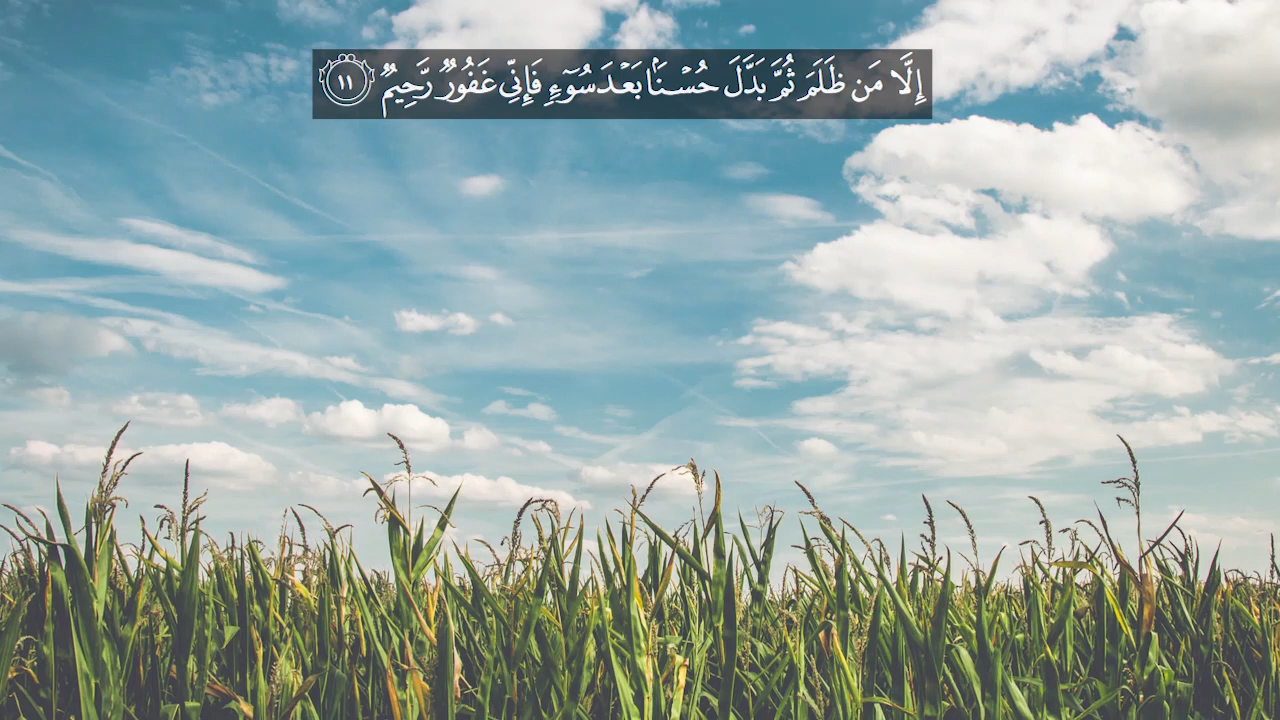 إِلَّا مَن ظَلَمَ ثُمَّ بَدَّلَ حُسۡنَۢا بَعۡدَ سُوٓءٖ فَإِنِّي غَفُورٞ رَّحِيمٞ ١١